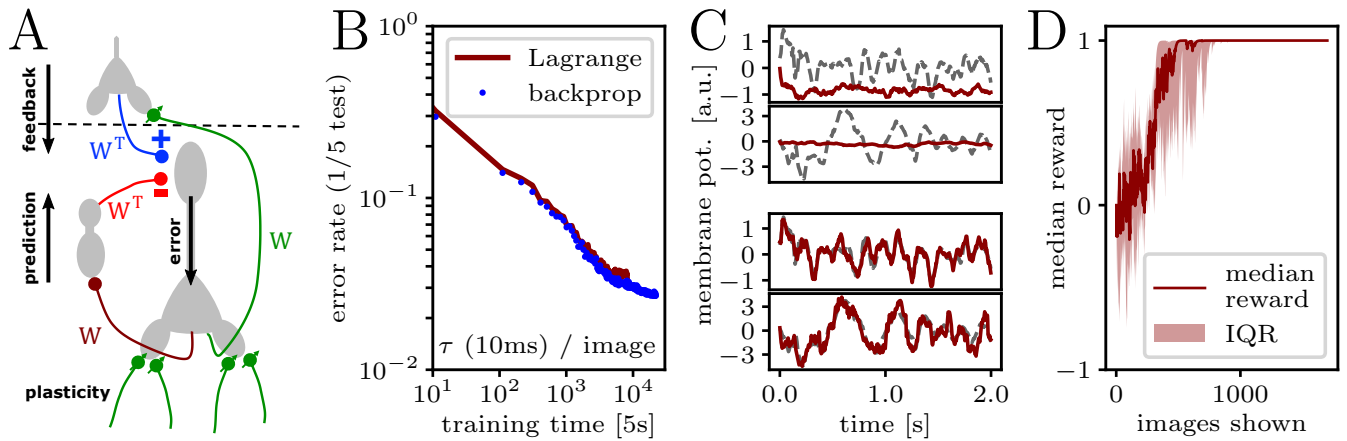 A
feedback
prediction
W^T
+
W^T
−
error
W
W
plasticity
B
10^0
10^−1
10^−2
error rate (1/5 test)
Lagrange
backprop
τ (10ms) / image
10^1 10^2 10^3 10^4
training time [5s]
C
membrane pot. [a.u.]
1
0
−1
3
0
−3
1
0
−1
3
0
−3
0.0 1.0 2.0
time [s]
D
1
0
−1
median reward
median
reward
IQR
0 1000
images shown